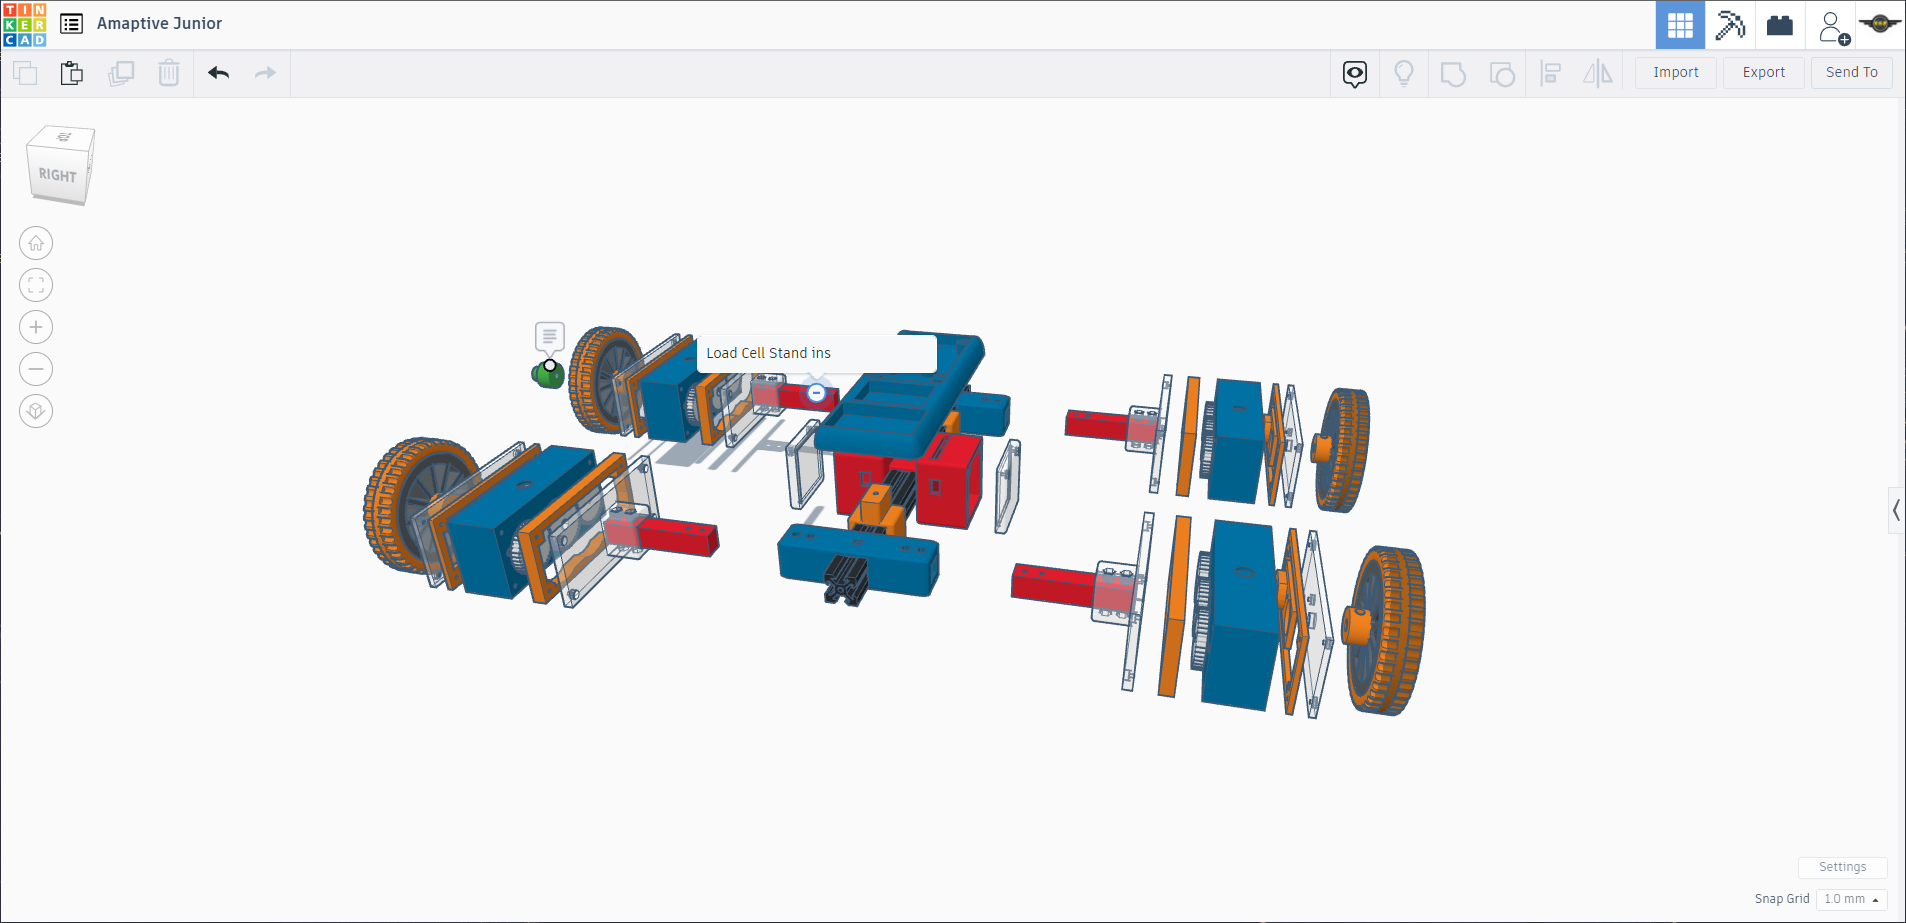 TIN
KER
CAD
Amaptive Junior
Import
Export
Send To
RIGHT
Load Cell Stand ins
Settings
Snap Grid
1.0 mm